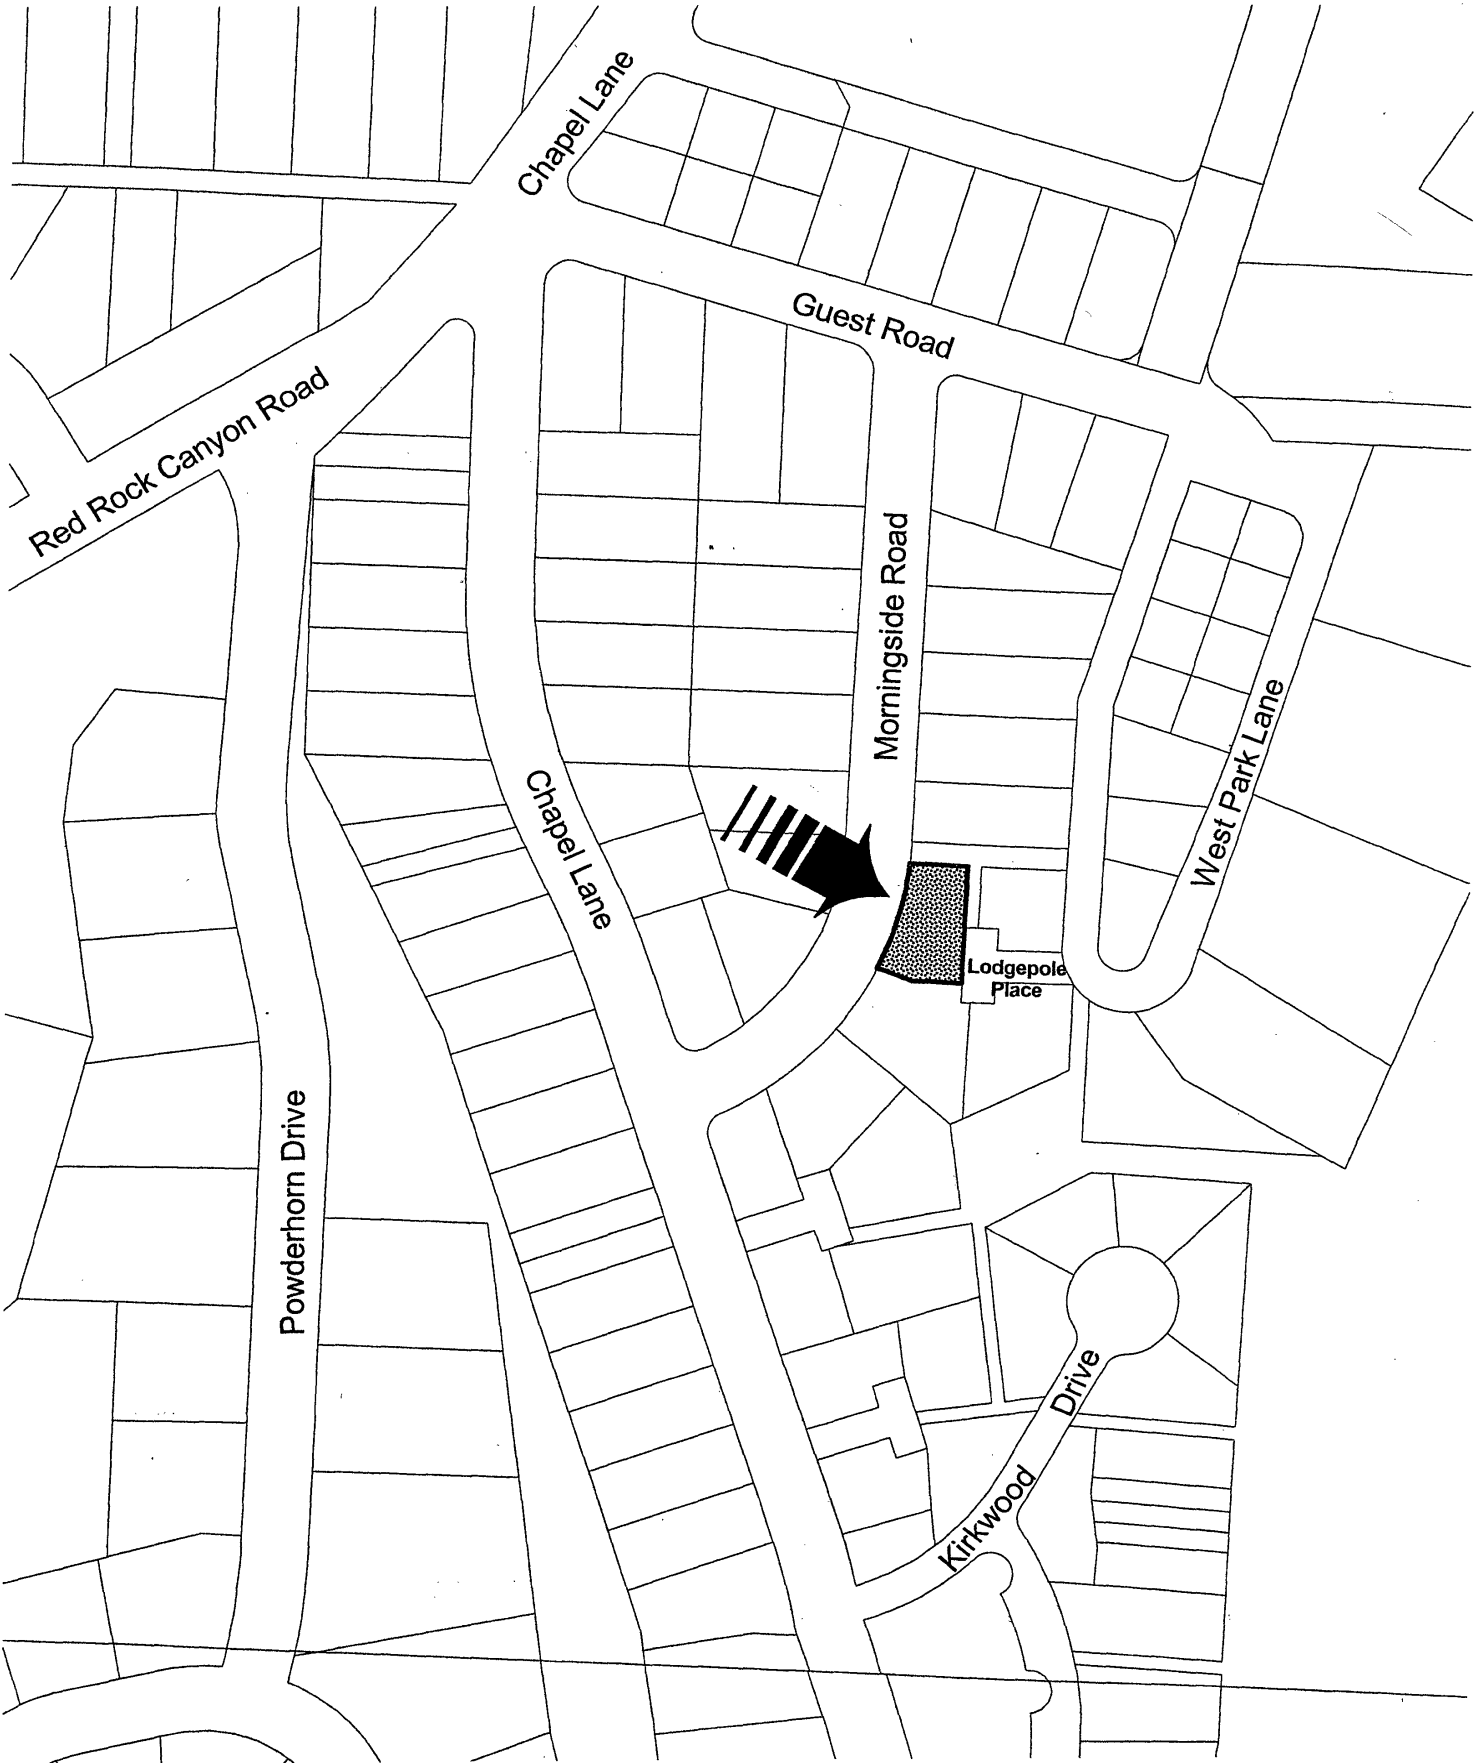 Chapel Lane
Guest Road
Red Rock Canyon Road
Morningside Road
West Park Lane
Chapel Lane
Lodgepole
Place
Powderhorn Drive
Kirkwood Drive